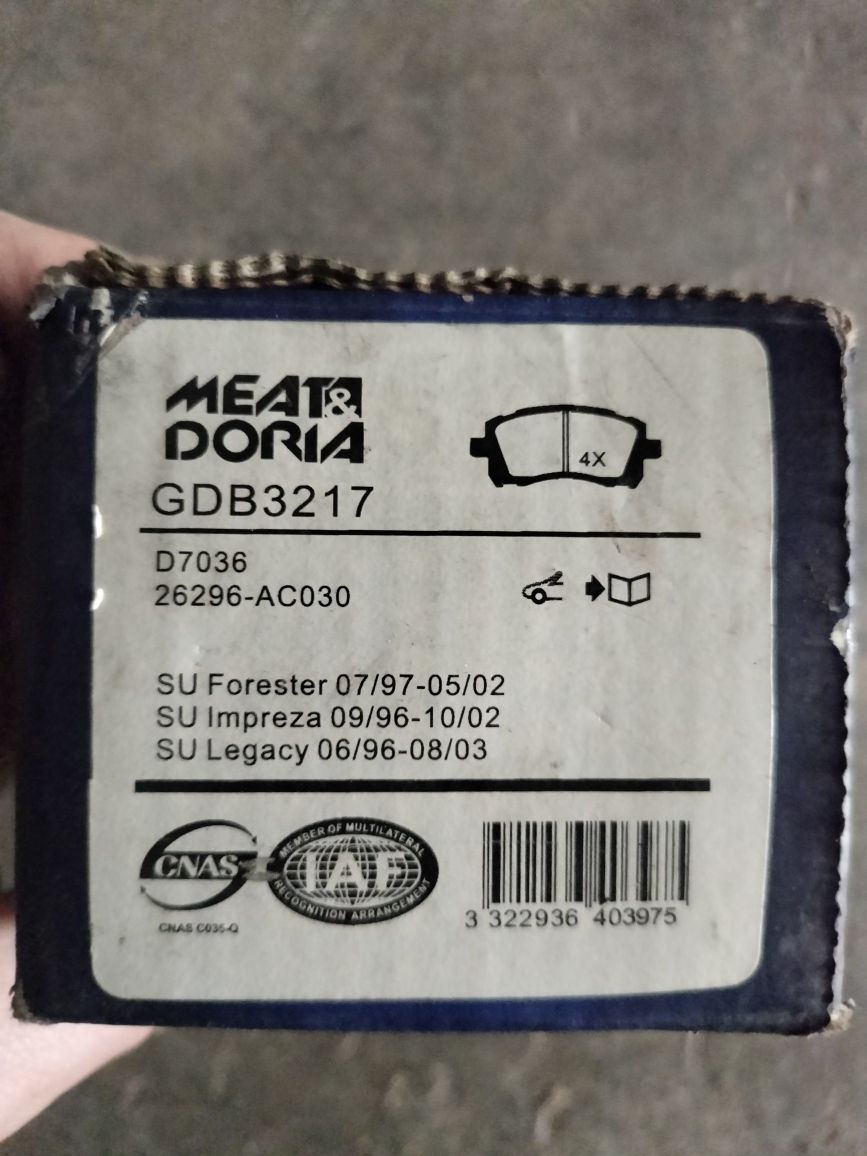 MEAT&
DORIA
GDB3217
4X
D7036
26296-AC030
SU Forester 07/97-05/02
SU Impreza 09/96-10/02
SU Legacy 06/96-08/03
CNAS
CNAS C035-Q
MEMBER OF MULTILATERAL
IAF
RECOGNITION ARRANGEMENT
3 322936 403975